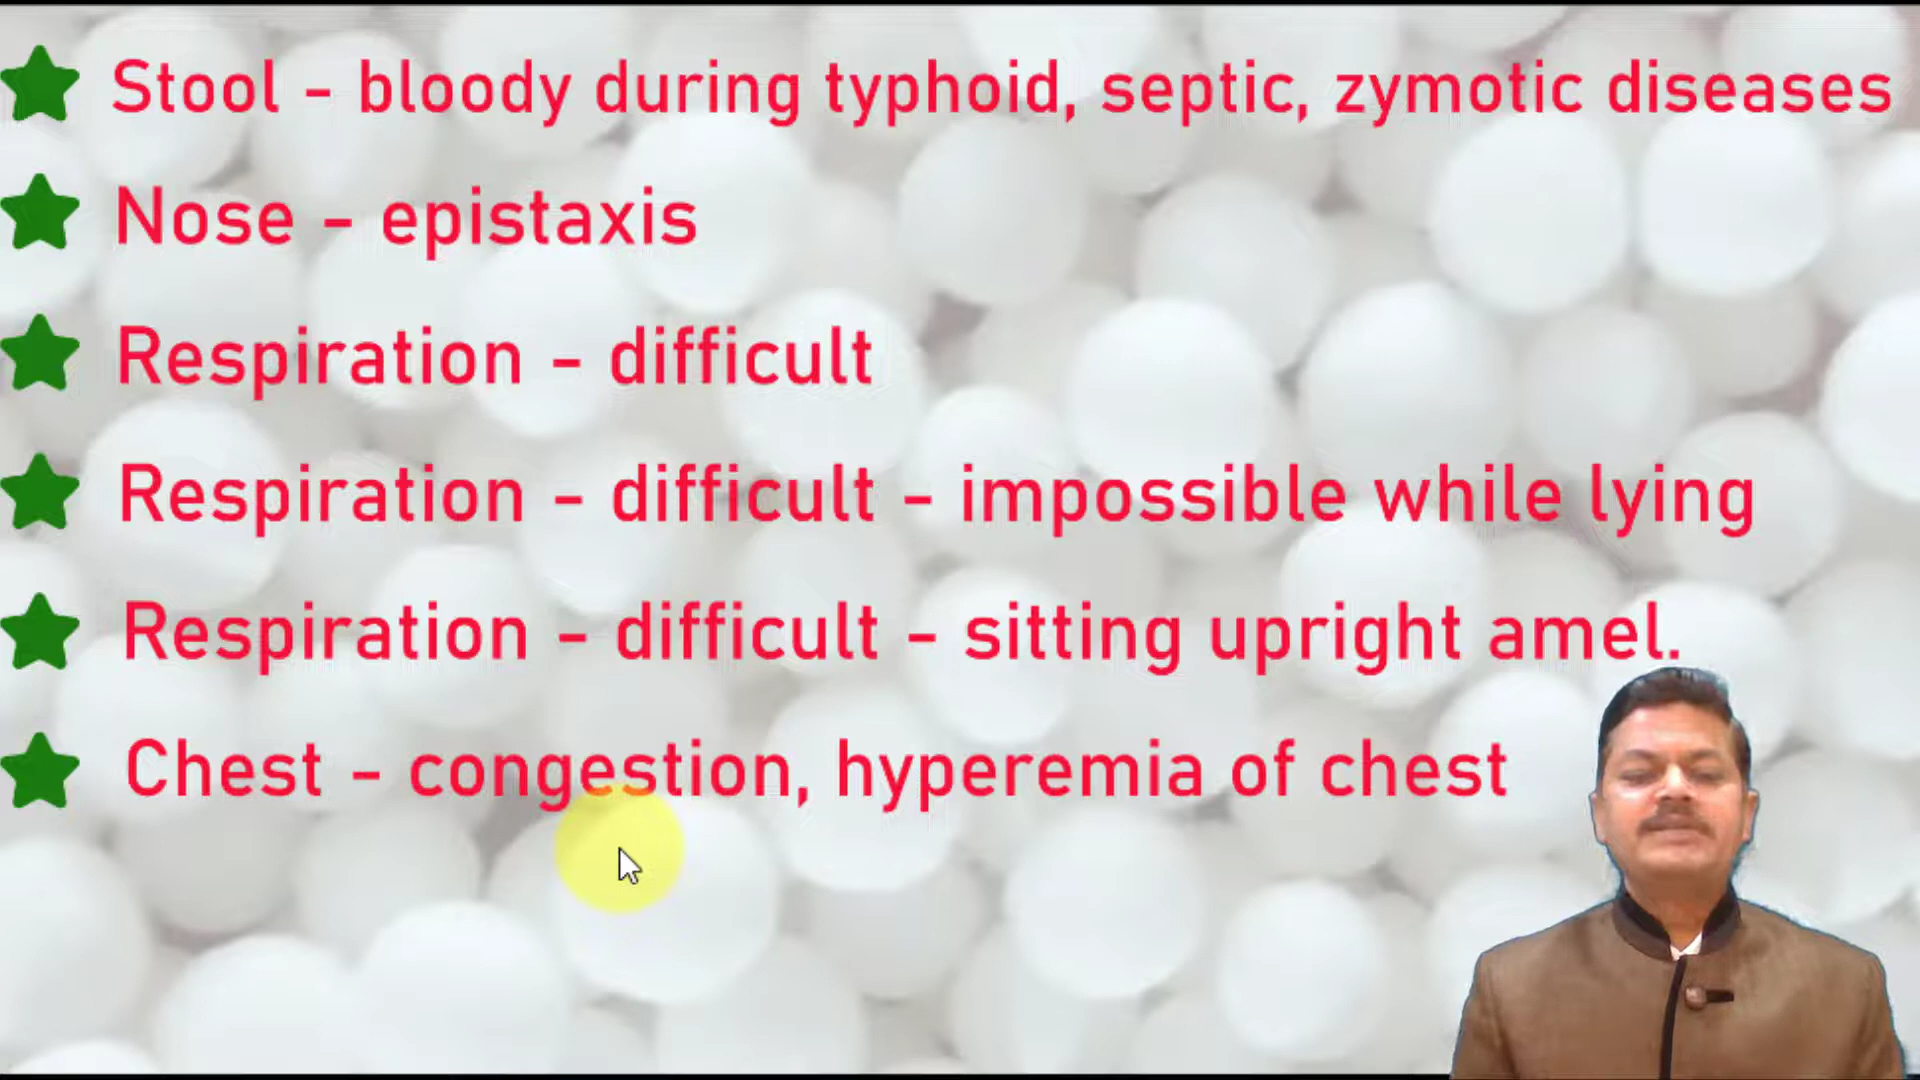 Stool - bloody during typhoid, septic, zymotic diseases
Nose - epistaxis
Respiration - difficult
Respiration - difficult - impossible while lying
Respiration - difficult - sitting upright amel.
Chest - congestion, hyperemia of chest